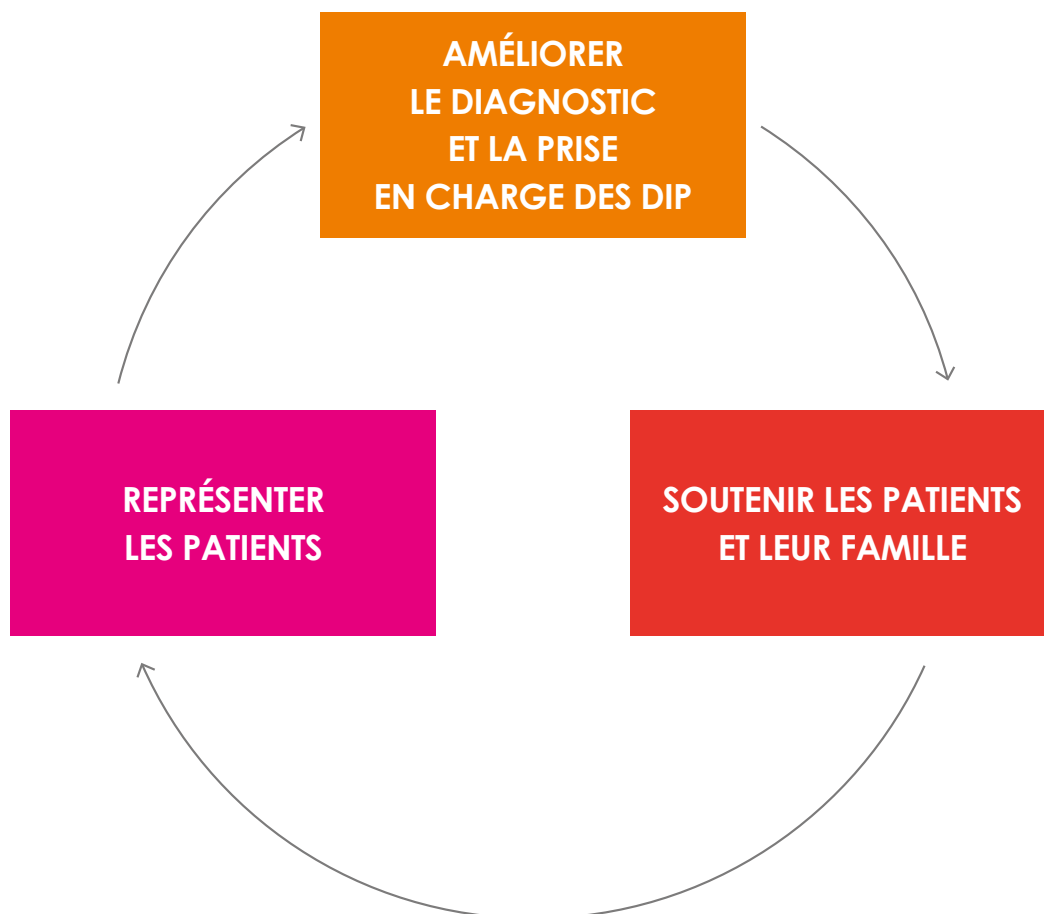 AMÉLIORER
LE DIAGNOSTIC
ET LA PRISE
EN CHARGE DES DIP
REPRÉSENTER
LES PATIENTS
SOUTENIR LES PATIENTS
ET LEUR FAMILLE